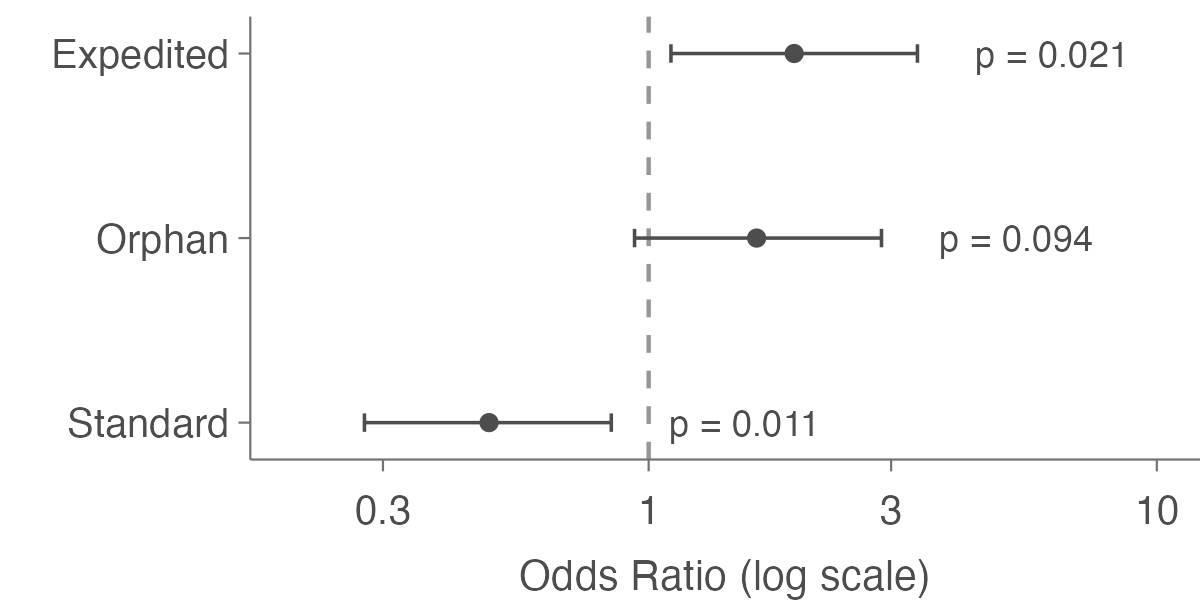 Expedited
p = 0.021
Orphan
p = 0.094
Standard
p = 0.011
0.3 1 3 10
Odds Ratio (log scale)